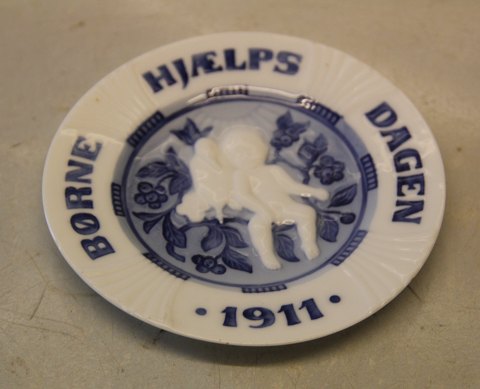 BØRNE HJÆLPS DAGEN
· 1911 ·